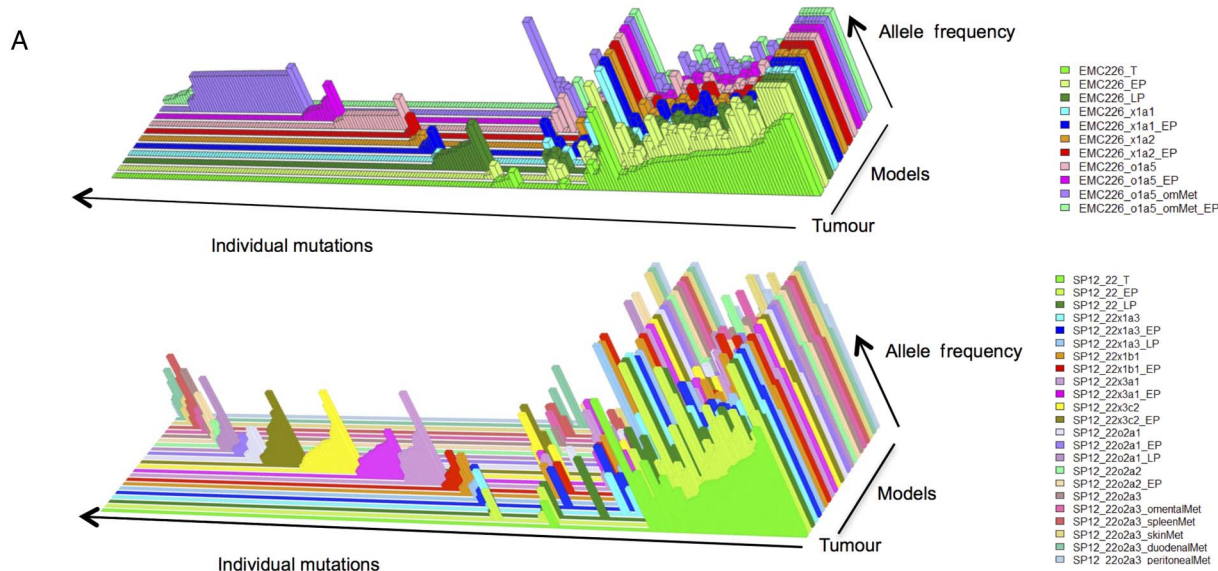 A
Allele frequency
Models
Tumour
Individual mutations
EMC226_T
EMC226_EP
EMC226_LP
EMC226_x1a1
EMC226_x1a1_EP
EMC226_x1a2
EMC226_x1a2_EP
EMC226_o1a5
EMC226_o1a5_EP
EMC226_o1a5_omMet
EMC226_o1a5_omMet_EP
Allele frequency
Models
Tumour
Individual mutations
SP12_22_T
SP12_22_EP
SP12_22_LP
SP12_22x1a3
SP12_22x1a3_EP
SP12_22x1a3_LP
SP12_22x1b1
SP12_22x1b1_EP
SP12_22x3a1
SP12_22x3a1_EP
SP12_22x3c2
SP12_22x3c2_EP
SP12_22o2a1
SP12_22o2a1_EP
SP12_22o2a1_LP
SP12_22o2a2
SP12_22o2a2_EP
SP12_22o2a3
SP12_22o2a3_omentalMet
SP12_22o2a3_spleenMet
SP12_22o2a3_skinMet
SP12_22o2a3_duodenalMet
SP12_22o2a3_peritonealMet